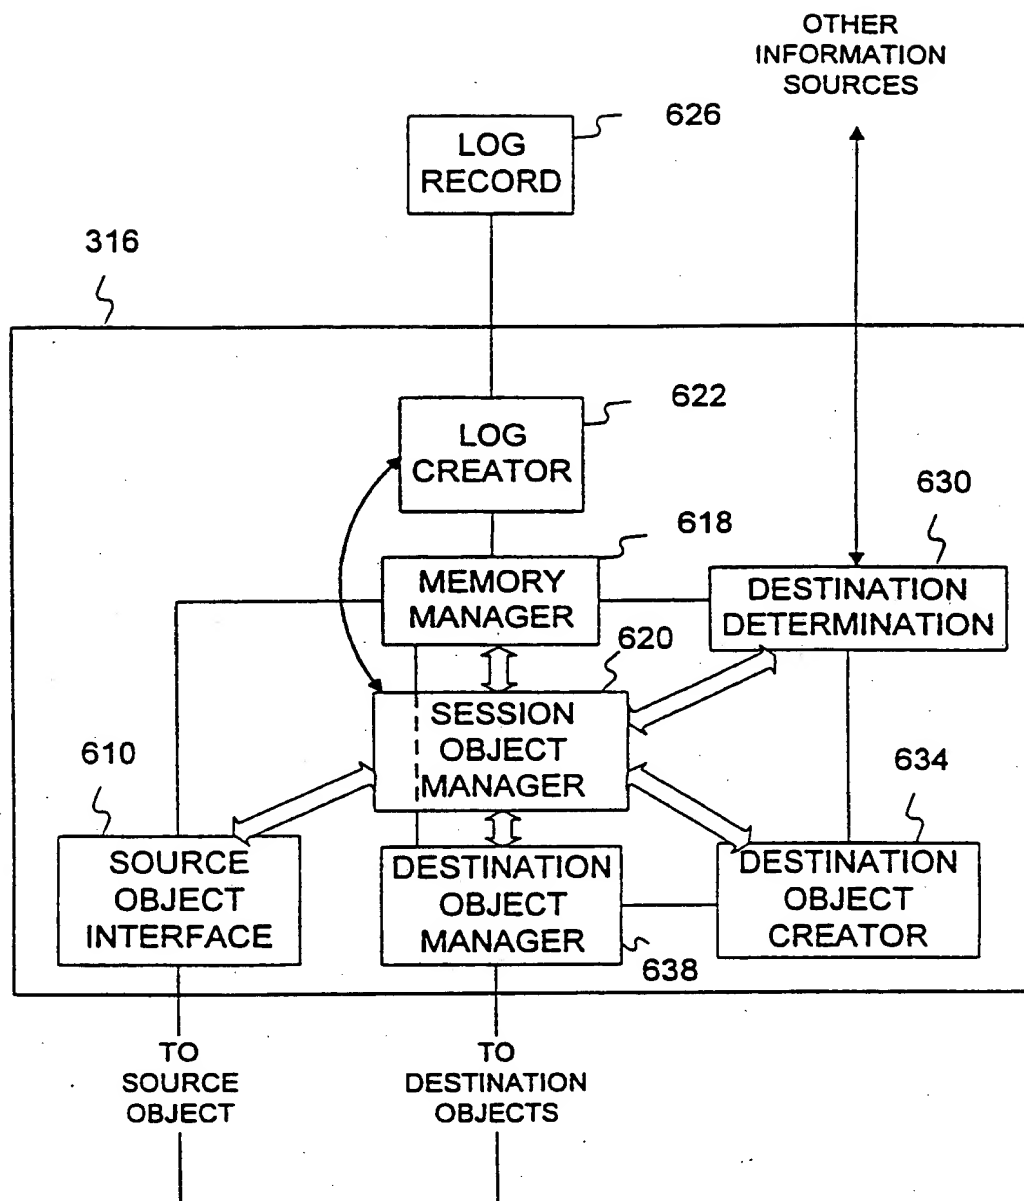 OTHER
INFORMATION
SOURCES
626
LOG
RECORD
316
622
LOG
CREATOR
630
618
MEMORY
MANAGER
DESTINATION
DETERMINATION
620
SESSION
OBJECT
MANAGER
610
634
SOURCE
OBJECT
INTERFACE
DESTINATION
OBJECT
MANAGER
DESTINATION
OBJECT
CREATOR
638
TO
SOURCE
OBJECT
TO
DESTINATION
OBJECTS